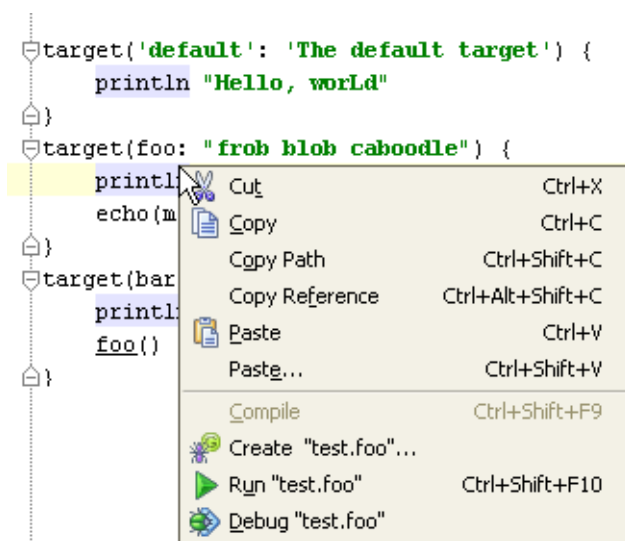 target('default': 'The default target') {
println "Hello, worLd"
}
target(foo: "frob blob caboodle") {
printl
echo(m
}
target(bar
printl
foo()
}
Cut Ctrl+X
Copy Ctrl+C
Copy Path Ctrl+Shift+C
Copy Reference Ctrl+Alt+Shift+C
Paste Ctrl+V
Paste... Ctrl+Shift+V
Compile Ctrl+Shift+F9
Create "test.foo"...
Run "test.foo" Ctrl+Shift+F10
Debug "test.foo"